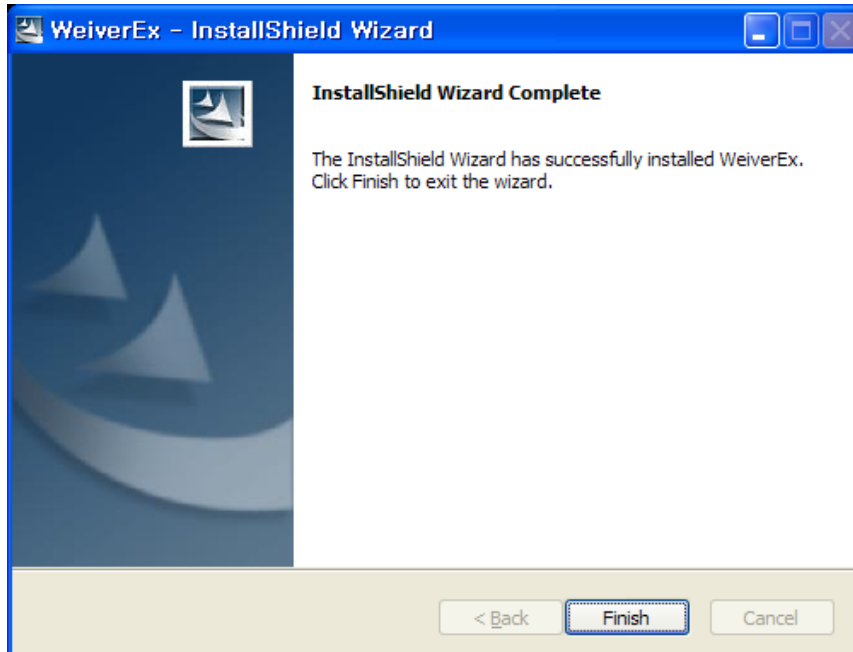 WeiverEx - InstallShield Wizard
InstallShield Wizard Complete
The InstallShield Wizard has successfully installed WeiverEx.
Click Finish to exit the wizard.
< Back
Finish
Cancel